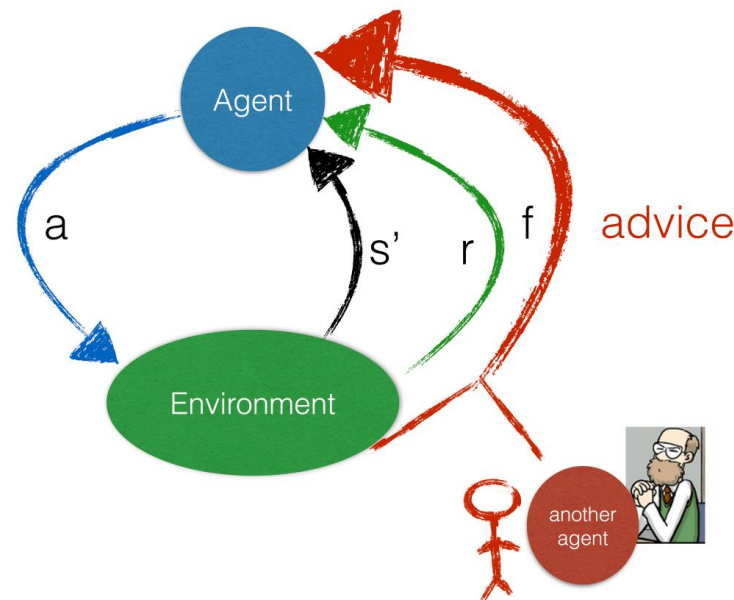 Agent
a
s’
r
f
advice
Environment
another
agent